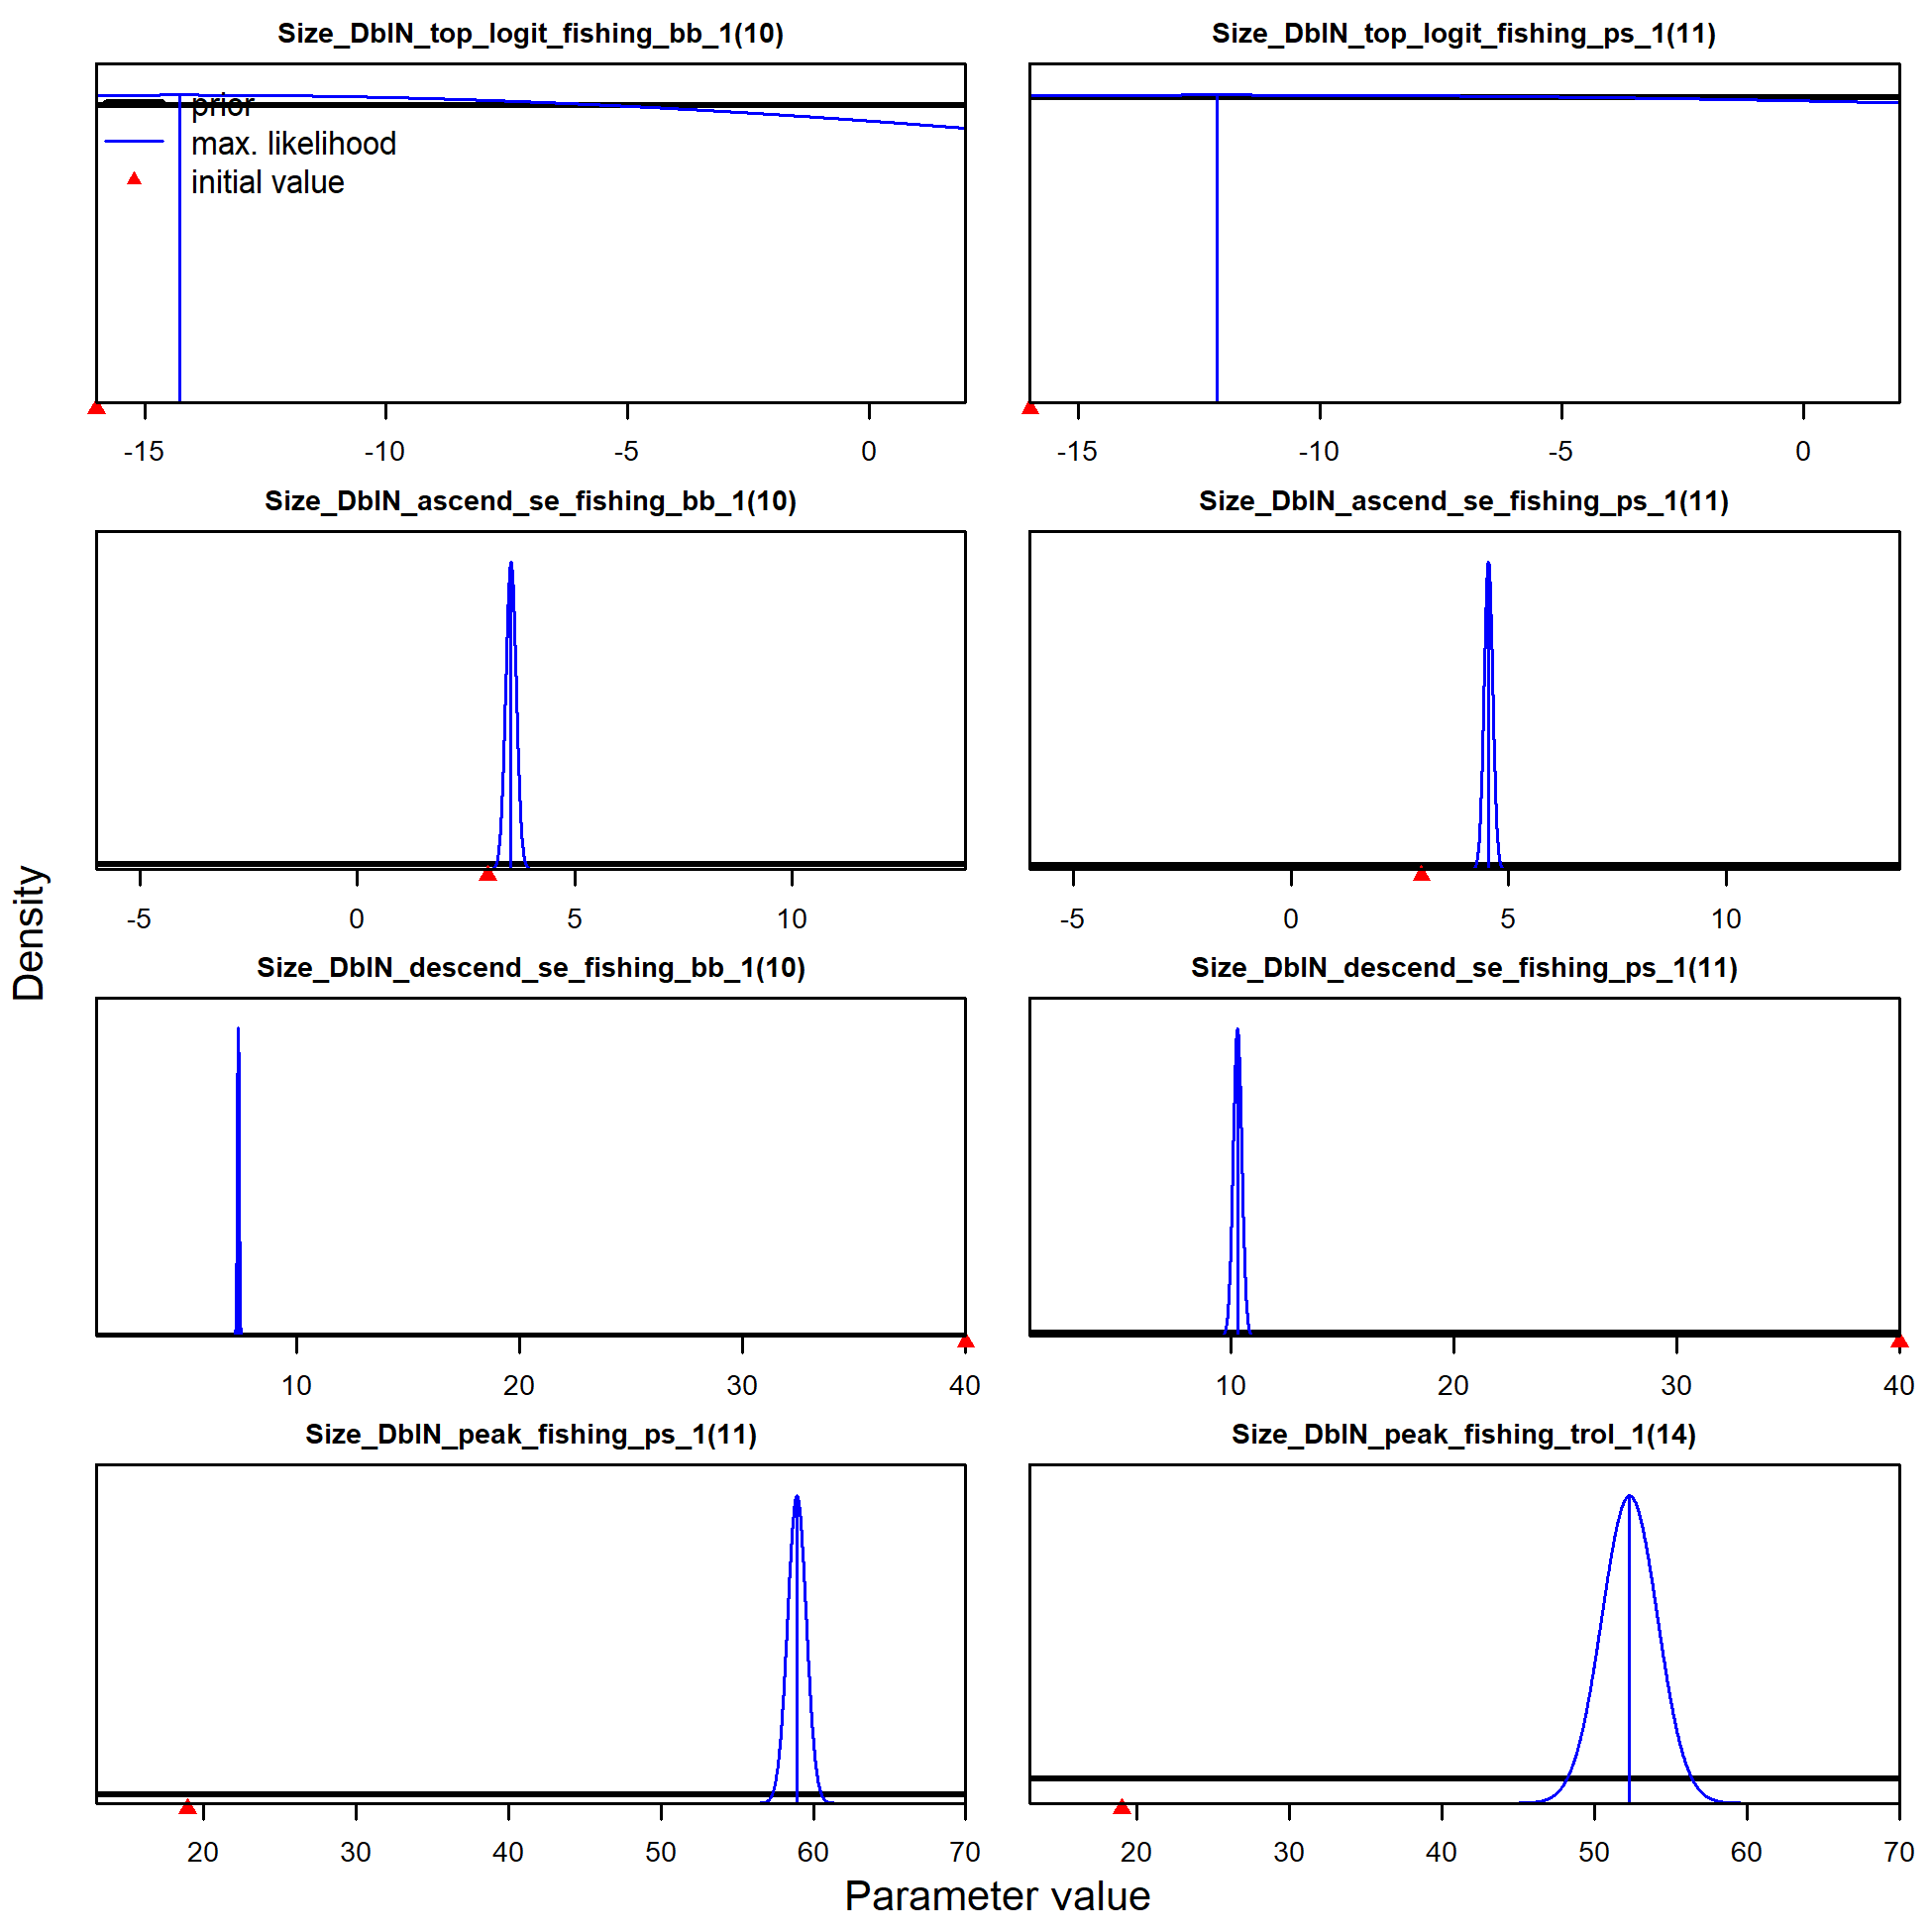 Size_DblN_top_logit_fishing_bb_1(10)
Size_DblN_top_logit_fishing_ps_1(11)
prior
max. likelihood
initial value
-15 -10 -5 0
-15 -10 -5 0
Size_DblN_ascend_se_fishing_bb_1(10)
Size_DblN_ascend_se_fishing_ps_1(11)
-5 0 5 10
-5 0 5 10
Size_DblN_descend_se_fishing_bb_1(10)
Size_DblN_descend_se_fishing_ps_1(11)
10 20 30 40
10 20 30 40
Size_DblN_peak_fishing_ps_1(11)
Size_DblN_peak_fishing_trol_1(14)
20 30 40 50 60 70
20 30 40 50 60 70
Density
Parameter value